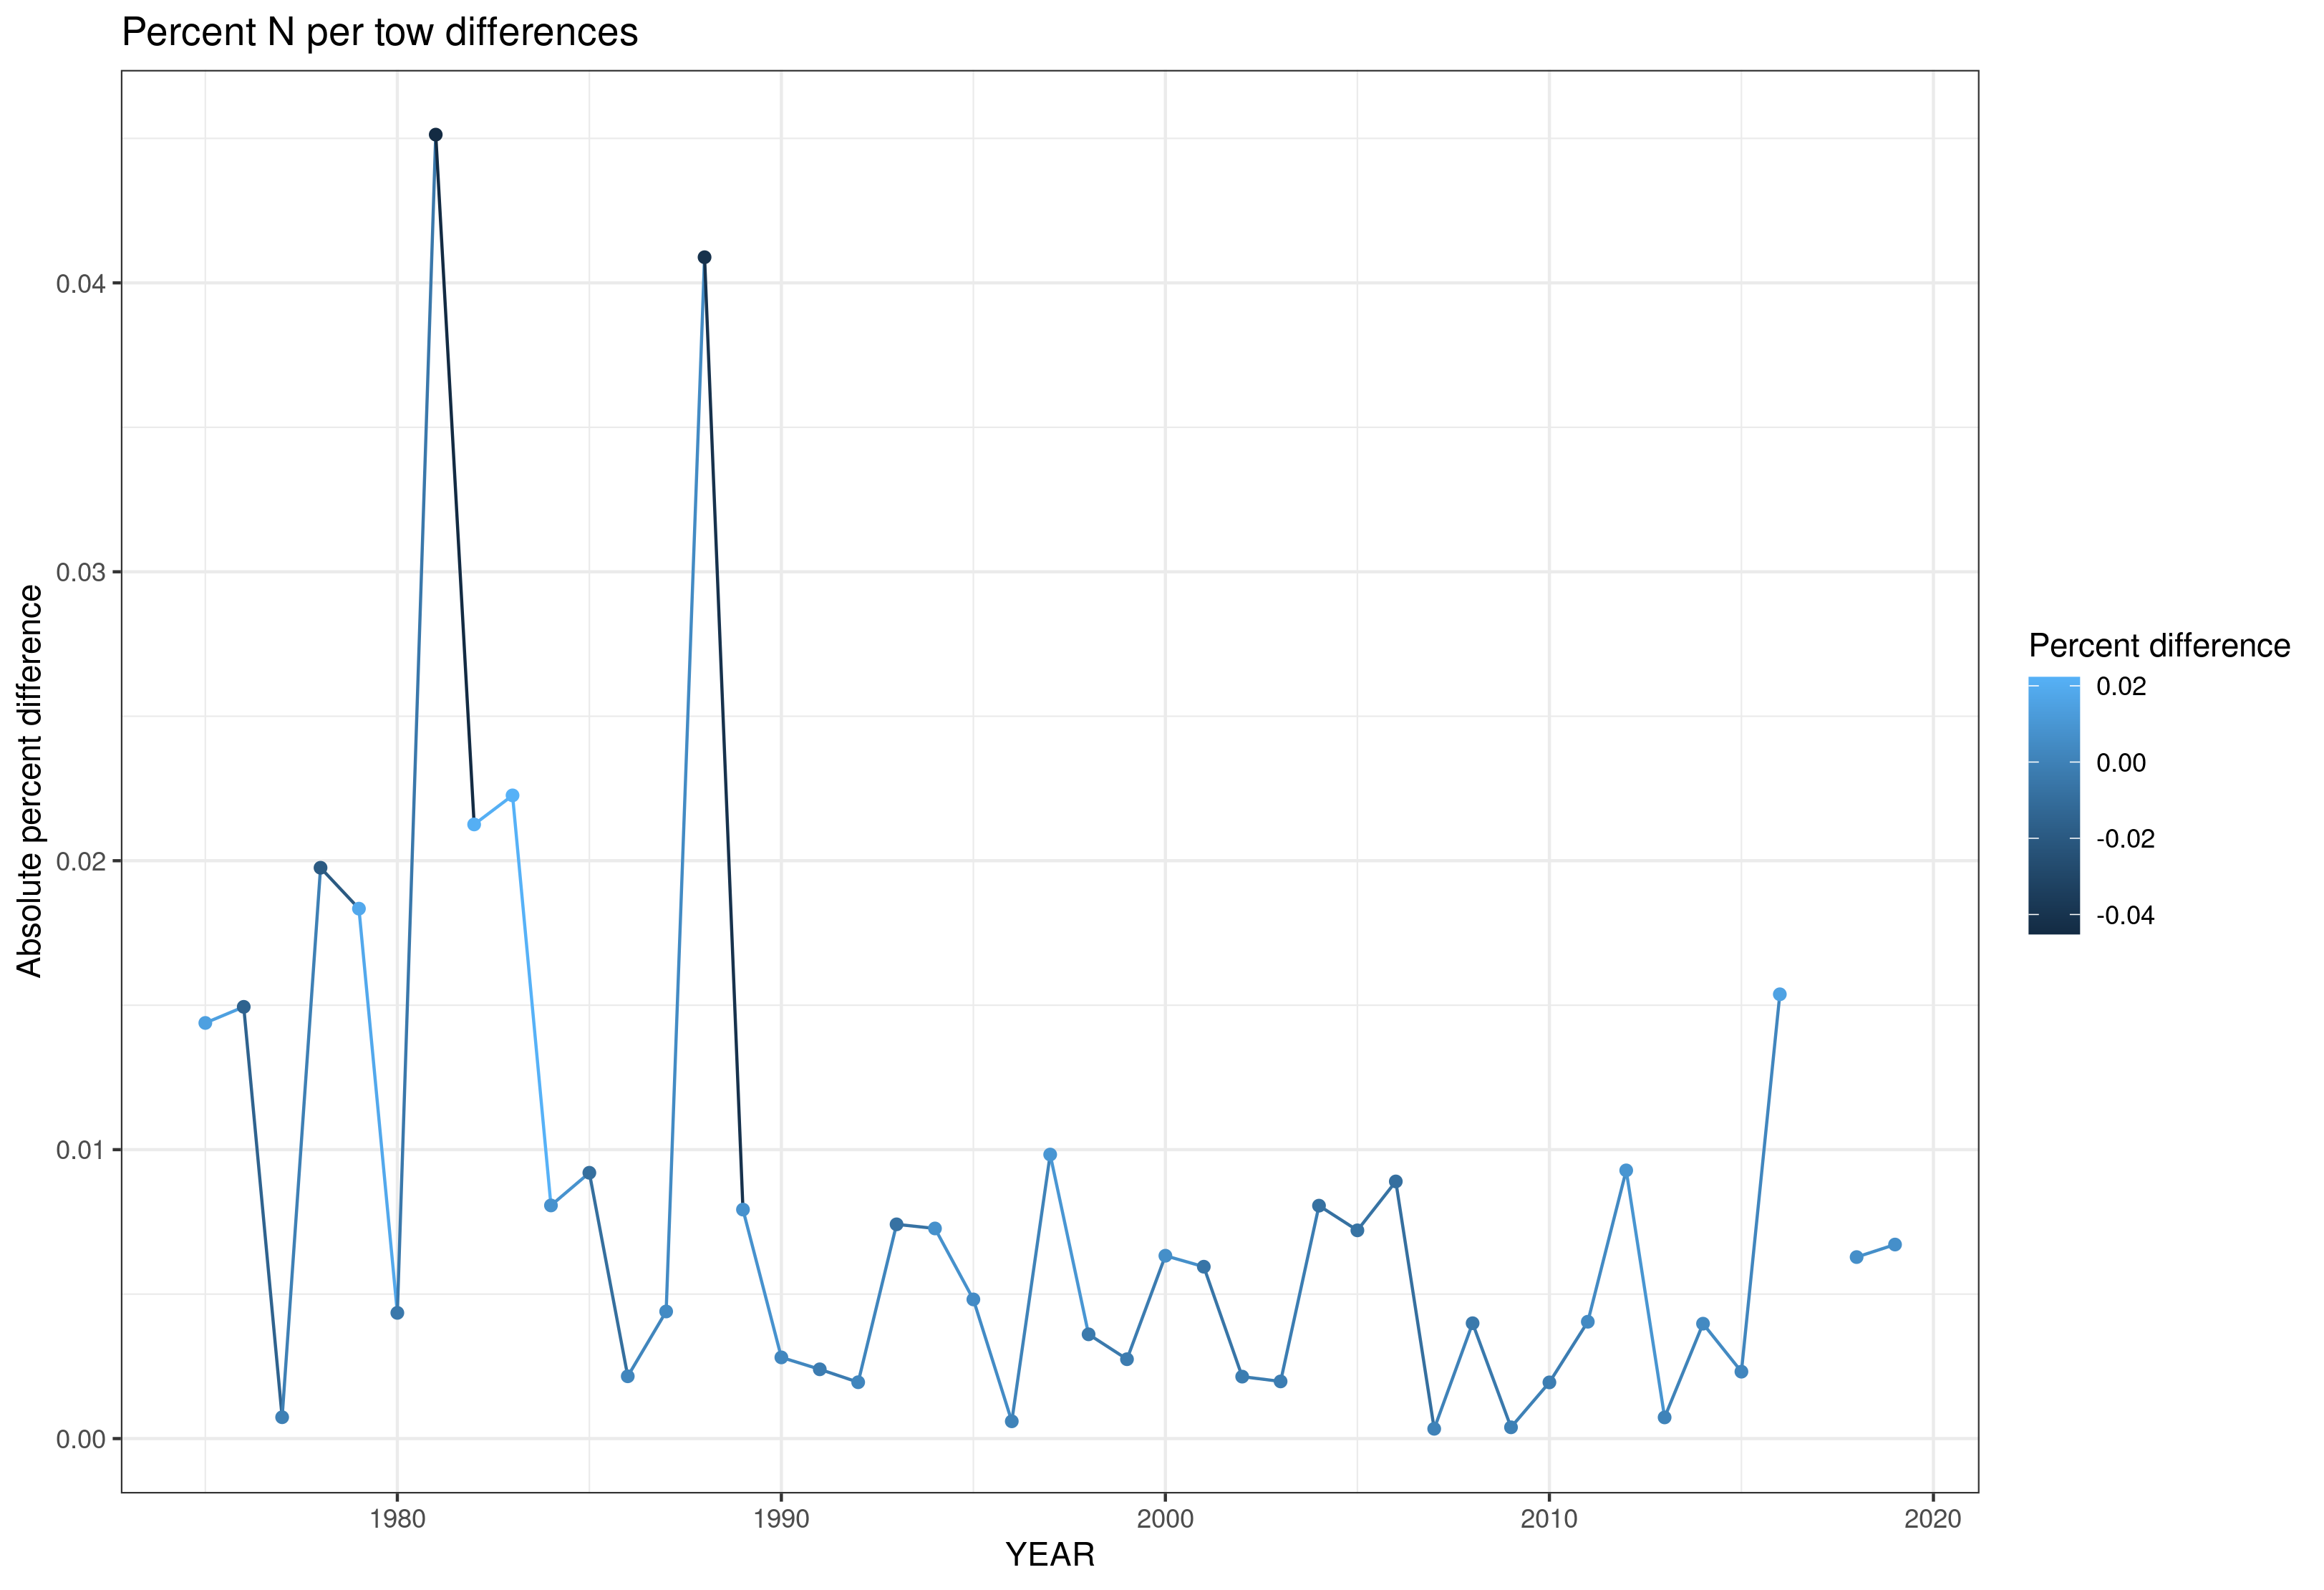 Percent N per tow differences
Absolute percent difference
0.04
0.03
0.02
0.01
0.00
1980 1990 2000 2010 2020
YEAR
Percent difference
0.02
0.00
-0.02
-0.04